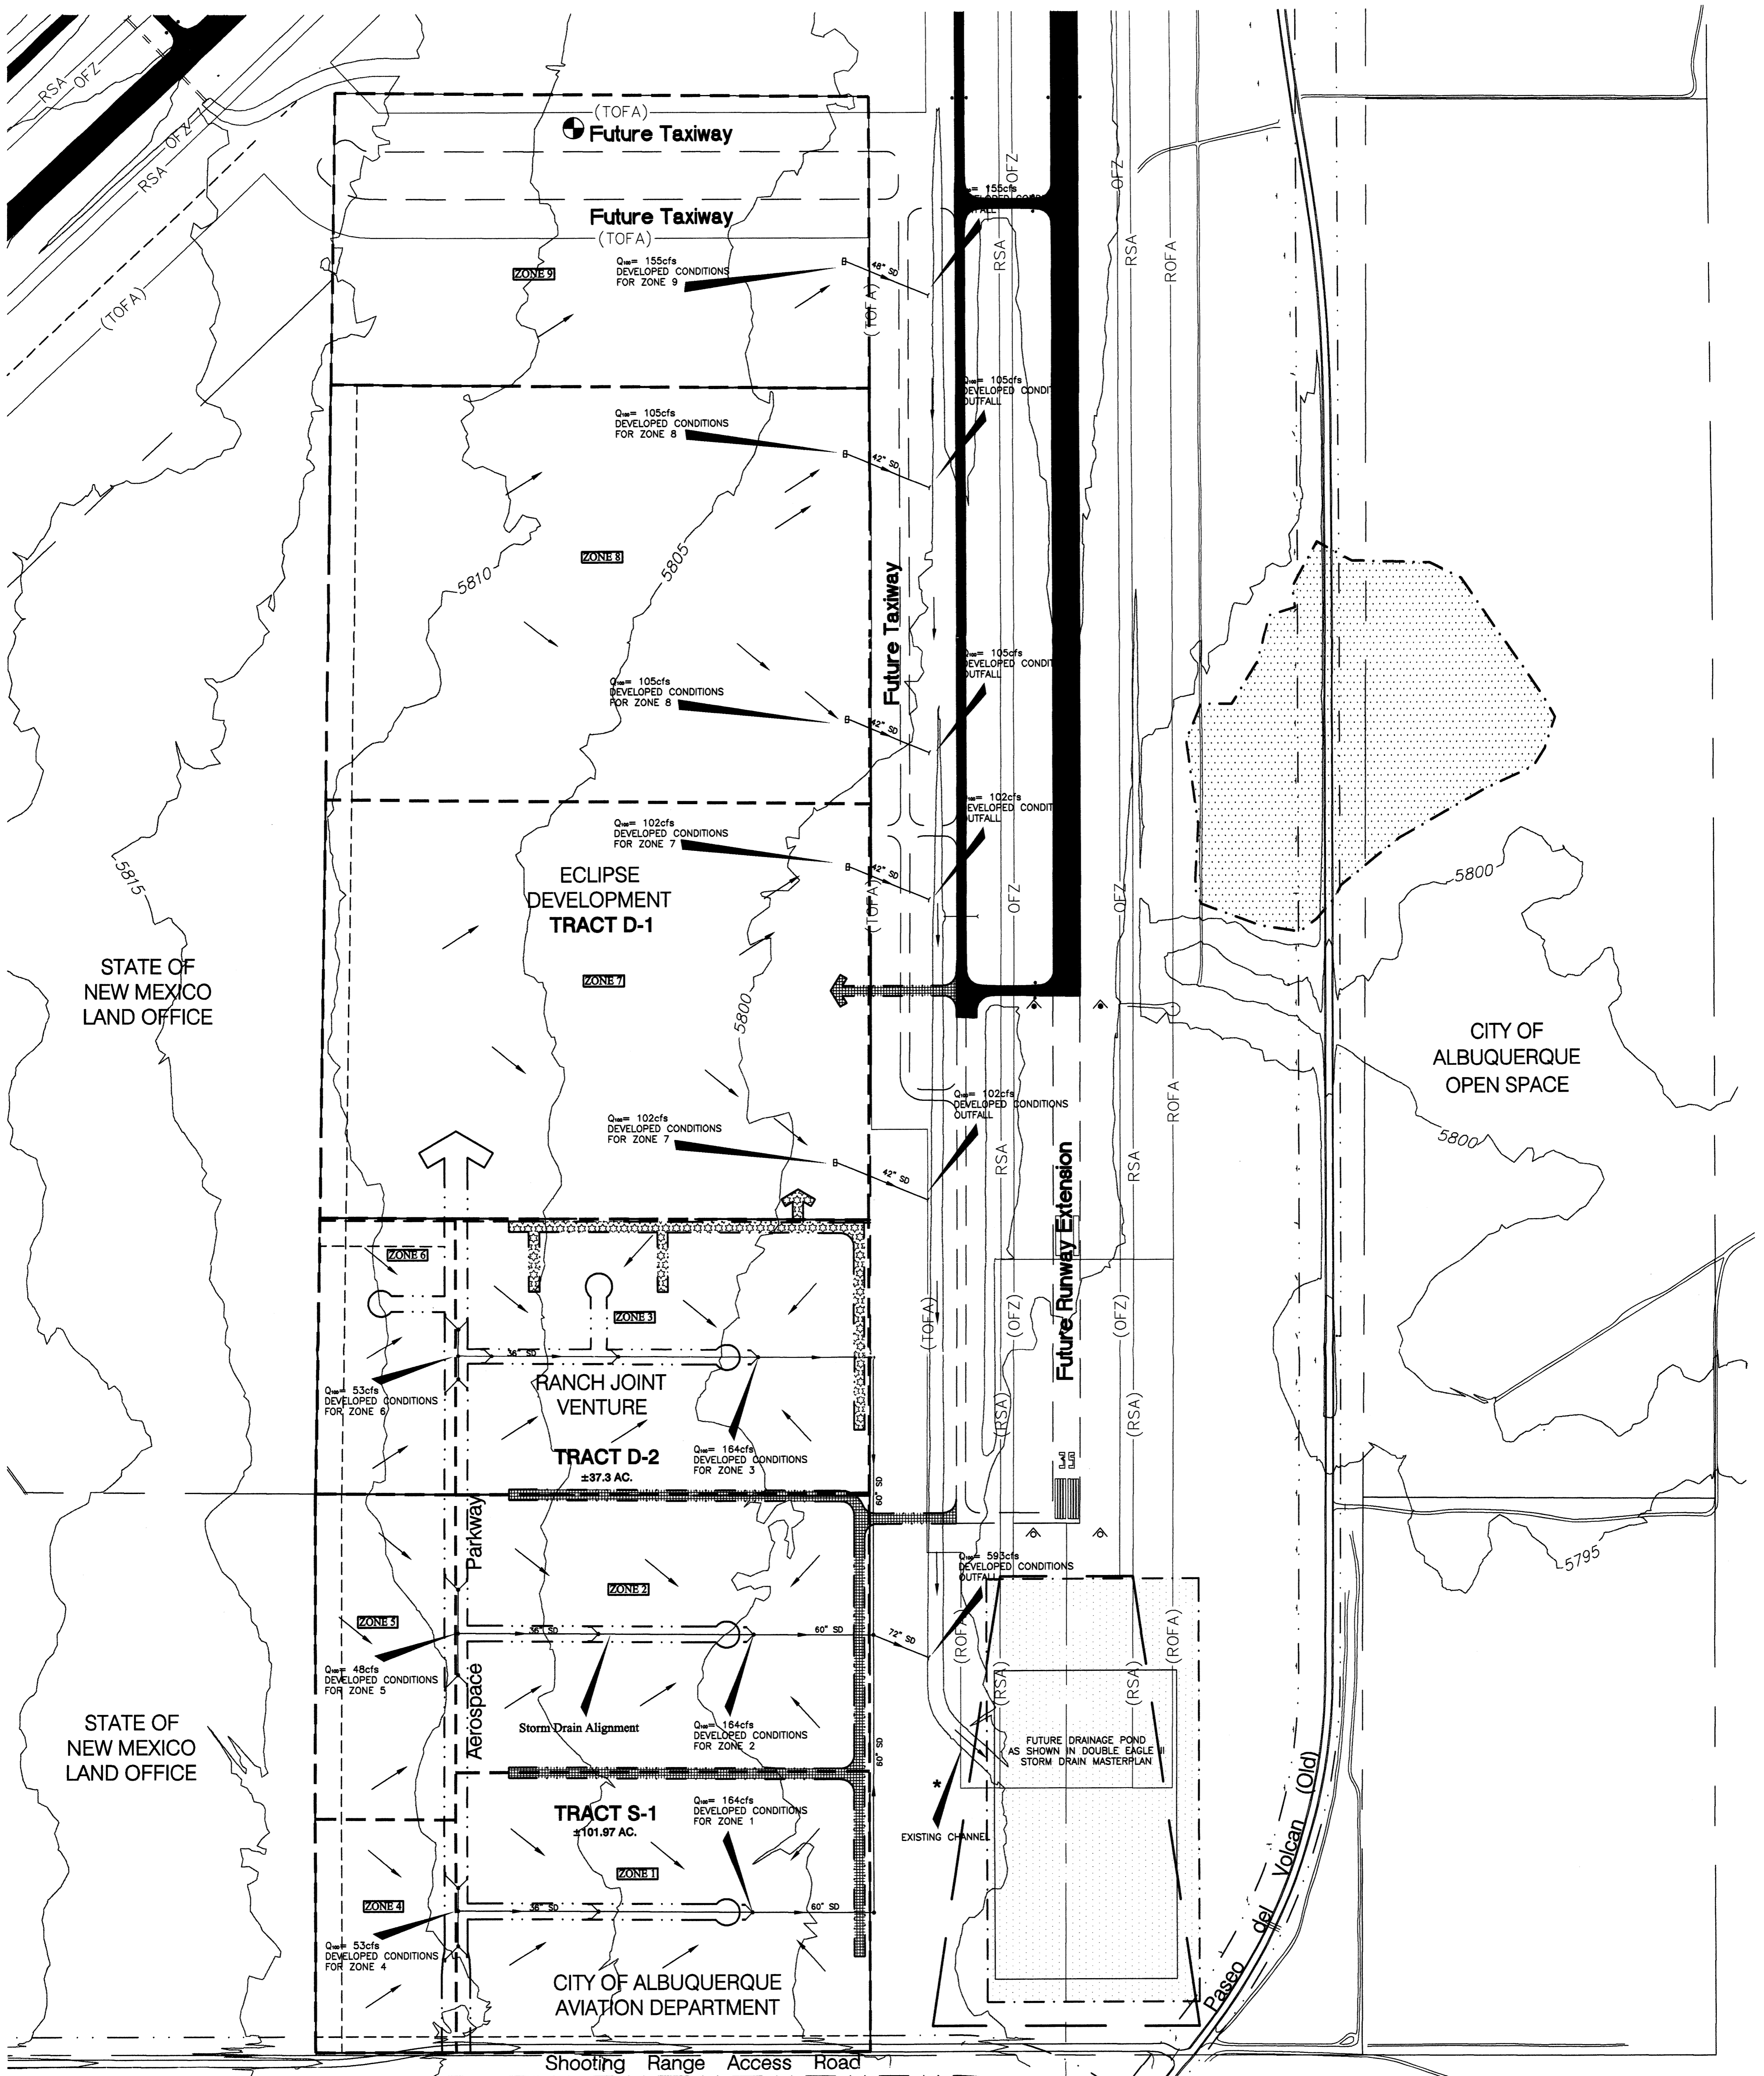 RSA
OFZ
RSA
OFZ
(TOFA)
(TOFA)
Future Taxiway
Future Taxiway
(TOFA)
ZONE 9
Q100= 155cfs
DEVELOPED CONDITIONS
FOR ZONE 9
48" SD
(TOFA)
= 155cfs
OFZ
OFZ
RSA
RSA
ROFA
Q100= 105cfs
DEVELOPED CONDITIONS
FOR ZONE 8
42" SD
Q100= 105cfs
DEVELOPED CONDIT
OUTFALL
ZONE 8
5810
5805
Future Taxiway
Q100= 105cfs
DEVELOPED CONDITIONS
FOR ZONE 8
42" SD
Q100= 105cfs
DEVELOPED CONDIT
OUTFALL
Q100= 102cfs
DEVELOPED CONDITIONS
FOR ZONE 7
42" SD
Q100= 102cfs
DEVELOPED CONDIT
OUTFALL
5815
ECLIPSE
DEVELOPMENT
TRACT D-1
(TOFA)
OFZ
OFZ
5800
STATE OF
NEW MEXICO
LAND OFFICE
ZONE 7
5800
CITY OF
ALBUQUERQUE
OPEN SPACE
Q100= 102cfs
DEVELOPED CONDITIONS
FOR ZONE 7
42" SD
Q100= 102cfs
DEVELOPED CONDITIONS
OUTFALL
RSA
RSA
ROFA
5800
Future Runway Extension
ZONE 6
ZONE 3
(TOFA)
(OFZ)
(OFZ)
36" SD
RANCH JOINT
VENTURE
Q100= 53cfs
DEVELOPED CONDITIONS
FOR ZONE 6
(RSA)
(RSA)
TRACT D-2
±37.3 AC.
Q100= 164cfs
DEVELOPED CONDITIONS
FOR ZONE 3
60" SD
Aerospace Parkway
5795
Q100= 593cfs
DEVELOPED CONDITIONS
OUTFALL
ZONE 2
ZONE 5
36" SD
60" SD
72" SD
(ROFA)
(ROFA)
Q100= 48cfs
DEVELOPED CONDITIONS
FOR ZONE 5
(RSA)
(RSA)
Storm Drain Alignment
Q100= 164cfs
DEVELOPED CONDITIONS
FOR ZONE 2
60" SD
STATE OF
NEW MEXICO
LAND OFFICE
FUTURE DRAINAGE POND
AS SHOWN IN DOUBLE EAGLE II
STORM DRAIN MASTERPLAN
*
EXISTING CHANNEL
TRACT S-1
±101.97 AC.
Q100= 164cfs
DEVELOPED CONDITIONS
FOR ZONE 1
ZONE 1
ZONE 4
36" SD
60" SD
Q100= 53cfs
DEVELOPED CONDITIONS
FOR ZONE 4
CITY OF ALBUQUERQUE
AVIATION DEPARTMENT
Paseo del Volcan (Old)
Shooting Range Access Road